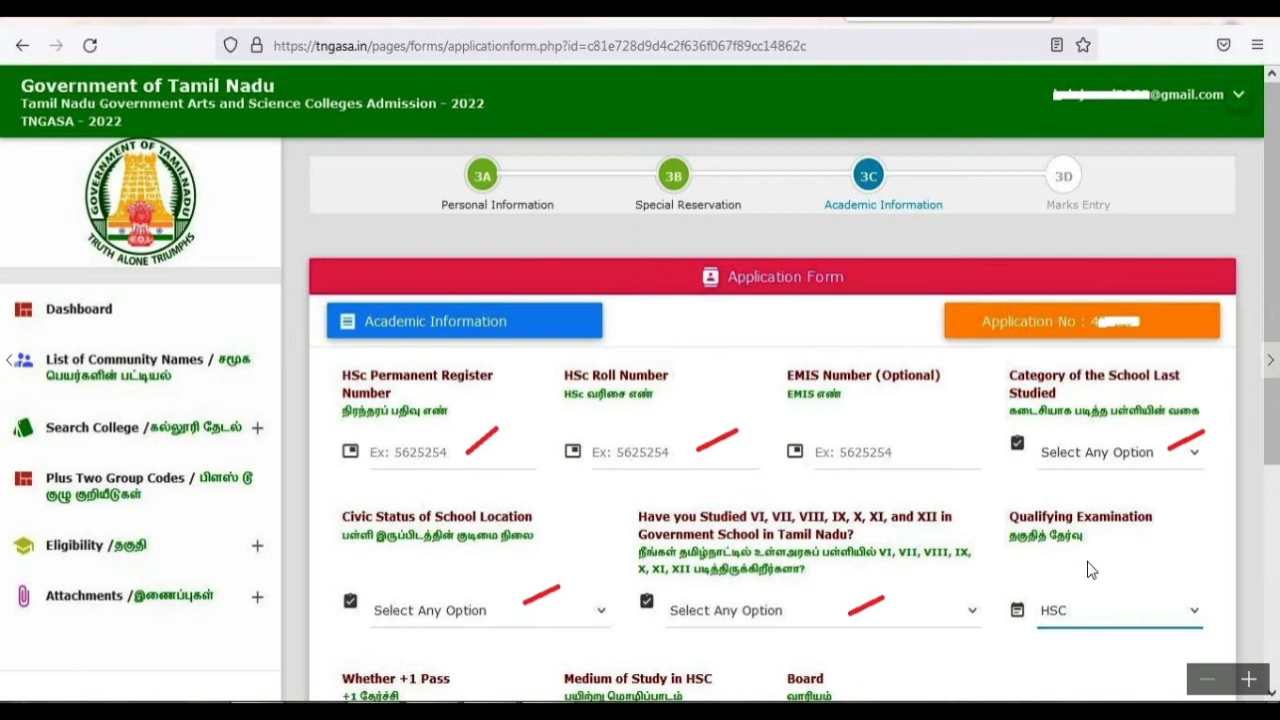 https://tngasa.in/pages/forms/applicationform.php?id=c81e728d9d4c2f636f067f89cc14862c
Government of Tamil Nadu
Tamil Nadu Government Arts and Science Colleges Admission - 2022
TNGASA - 2022
@gmail.com
GOVERNMENT OF TAMILNADU
TRUTH ALONE TRIUMPHS
3A
3B
3C
3D
Personal Information
Special Reservation
Academic Information
Marks Entry
Application Form
Academic Information
Application No : 4
Dashboard
List of Community Names / சமூக
பெயர்களின் பட்டியல்
Search College /கல்லூரி தேடல்
Plus Two Group Codes / பிளஸ் டூ
குழு குறியீடுகள்
Eligibility /தகுதி
Attachments /இணைப்புகள்
HSc Permanent Register
Number
நிரந்தரப் பதிவு எண்
Ex: 5625254
HSc Roll Number
HSc வரிசை எண்
Ex: 5625254
EMIS Number (Optional)
EMIS எண்
Ex: 5625254
Category of the School Last
Studied
கடைசியாக படித்த பள்ளியின் வகை
Select Any Option
Civic Status of School Location
பள்ளி இருப்பிடத்தின் குடிமை நிலை
Select Any Option
Have you Studied VI, VII, VIII, IX, X, XI, and XII in
Government School in Tamil Nadu?
நீங்கள் தமிழ்நாட்டில் உள்ளஅரசுப் பள்ளியில் VI, VII, VIII, IX,
X, XI, XII படித்திருக்கிறீர்களா?
Select Any Option
Qualifying Examination
தகுதித் தேர்வு
HSC
Whether +1 Pass
+1 தேர்ச்சி
Medium of Study in HSC
பயிற்று மொழிப்பாடம்
Board
வாரியம்